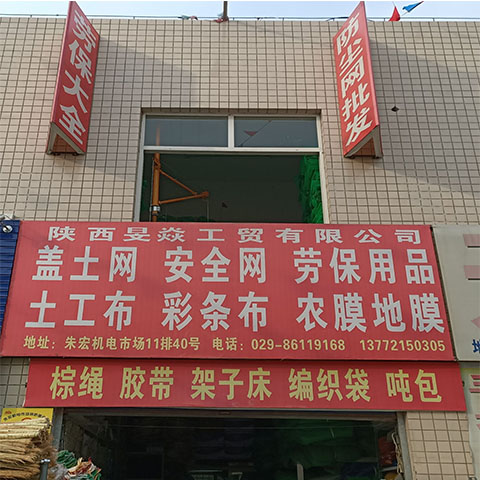 劳保大全
防尘网批发
陕西旻焱工贸有限公司
盖土网 安全网 劳保用品
土工布 彩条布 农膜地膜
地址：朱宏机电市场11排40号 电话：029-86119168 13772150305
棕绳 胶带 架子床 编织袋 吨包